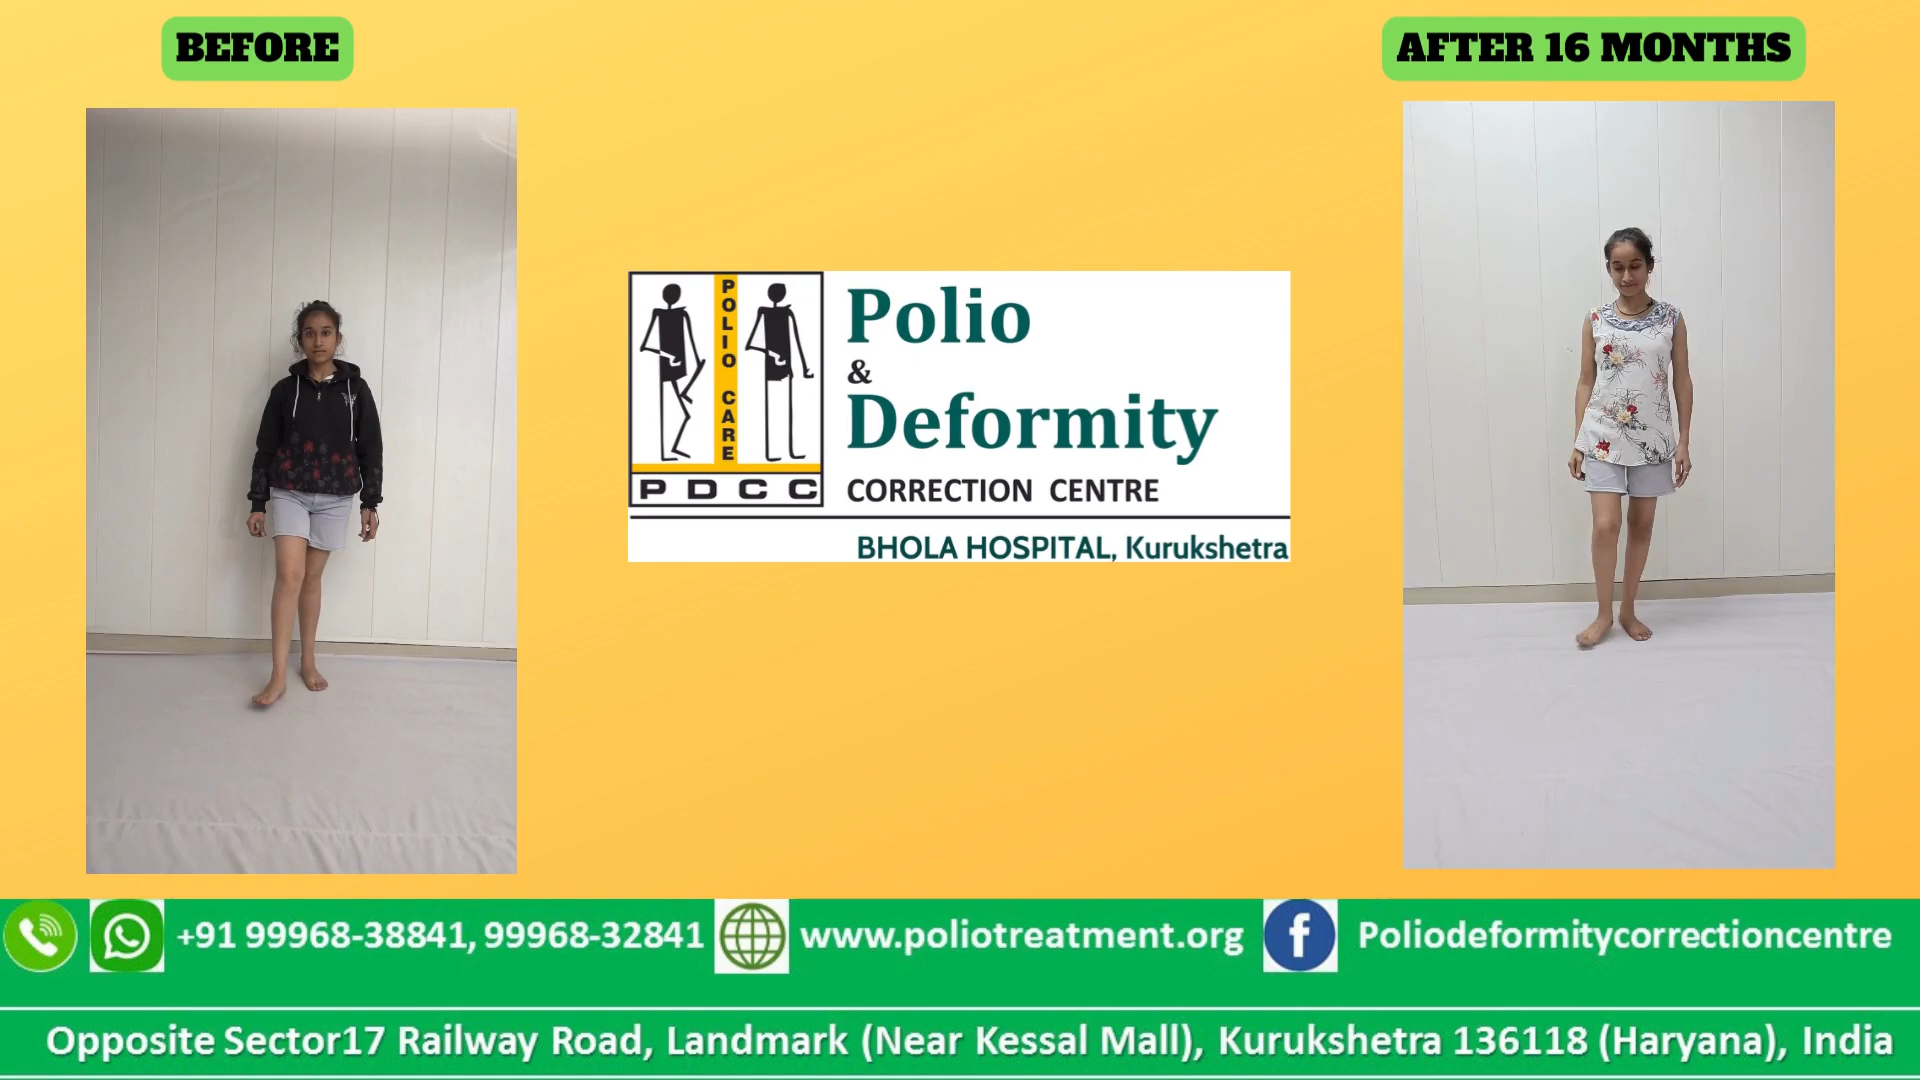 BEFORE
AFTER 16 MONTHS
POLIO CARE
PDCC
Polio
&
Deformity
CORRECTION CENTRE
BHOLA HOSPITAL, Kurukshetra
+91 99968-38841, 99968-32841
www.poliotreatment.org
Poliodeformitycorrectioncentre
Opposite Sector17 Railway Road, Landmark (Near Kessal Mall), Kurukshetra 136118 (Haryana), India